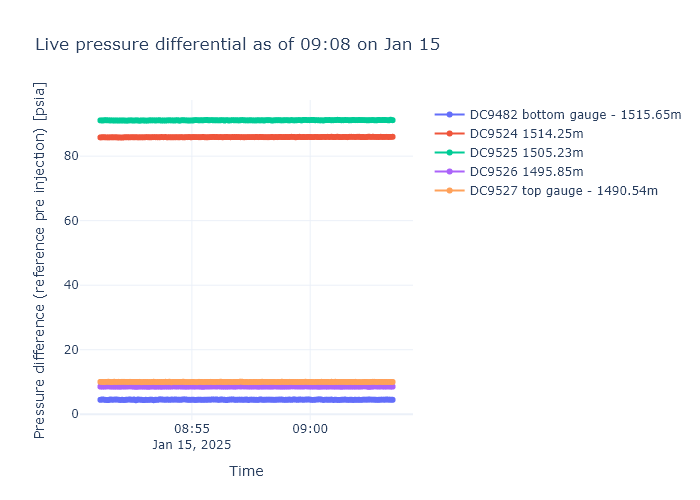 Live pressure differential as of 09:08 on Jan 15
Pressure difference (reference pre injection) [psia]
80
60
40
20
0
08:55
Jan 15, 2025
09:00
Time
DC9482 bottom gauge - 1515.65m
DC9524 1514.25m
DC9525 1505.23m
DC9526 1495.85m
DC9527 top gauge - 1490.54m